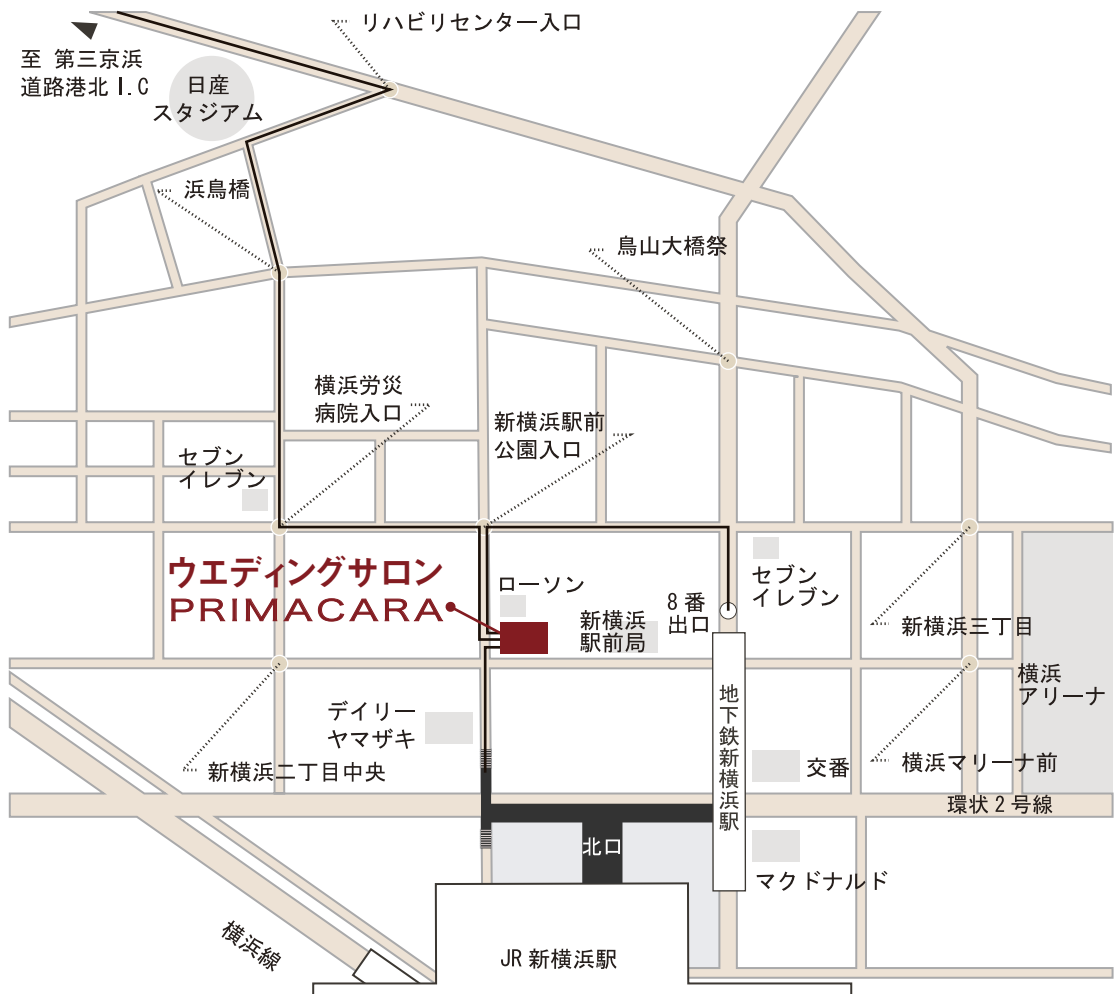 リハビリセンター入口
至 第三京浜
道路港北I.C
日産
スタジアム
浜鳥橋
鳥山大橋祭
横浜労災
病院入口
新横浜駅前
公園入口
セブン
イレブン
ウエディングサロン
PRIMACARA
ローソン
新横浜
駅前局
8番
出口
セブン
イレブン
新横浜三丁目
横浜
アリーナ
デイリー
ヤマザキ
新横浜二丁目中央
地下鉄新横浜駅
交番
横浜マリーナ前
環状2号線
北口
マクドナルド
横浜線
JR新横浜駅